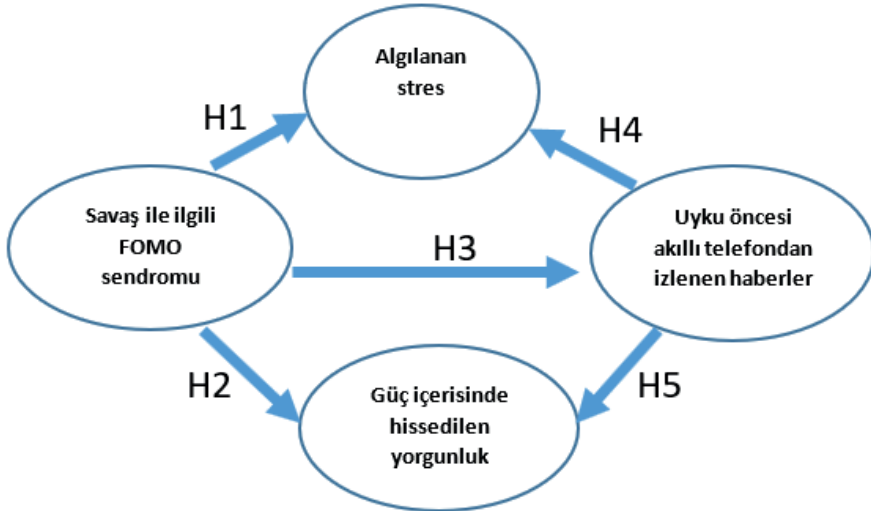 Algılanan
stres
H1
H4
Savaş ile ilgili
FOMO
sendromu
H3
Uyku öncesi
akıllı telefondan
izlenen haberler
H2
H5
Güç içerisinde
hissedilen
yorgunluk